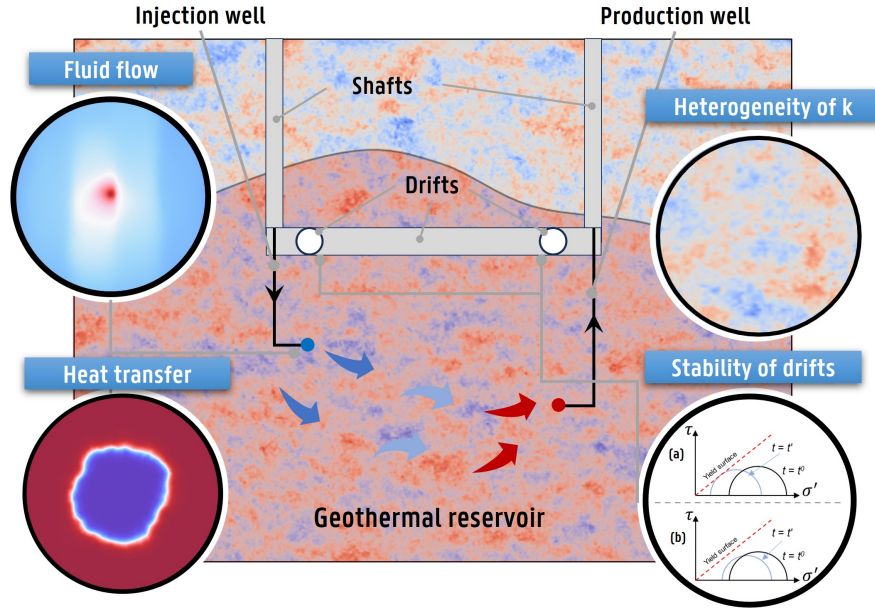 Injection well
Production well
Fluid flow
Shafts
Heterogeneity of k
Drifts
Heat transfer
Stability of drifts
Geothermal reservoir
τ
(a)
Yield surface
t = t'
t = t⁰
σ'
τ
(b)
Yield surface
t = t'
t = t⁰
σ'